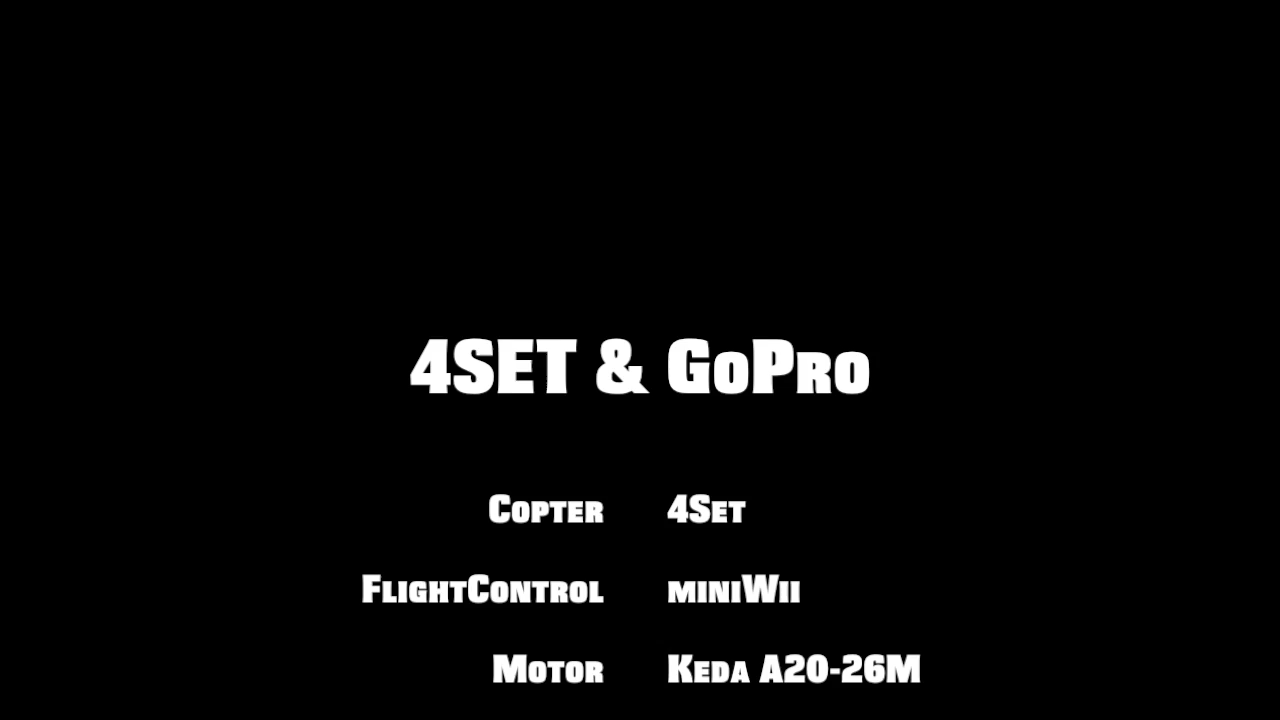 4SET & GoPro
Copter 4Set
FlightControl miniWii
Motor Keda A20-26M